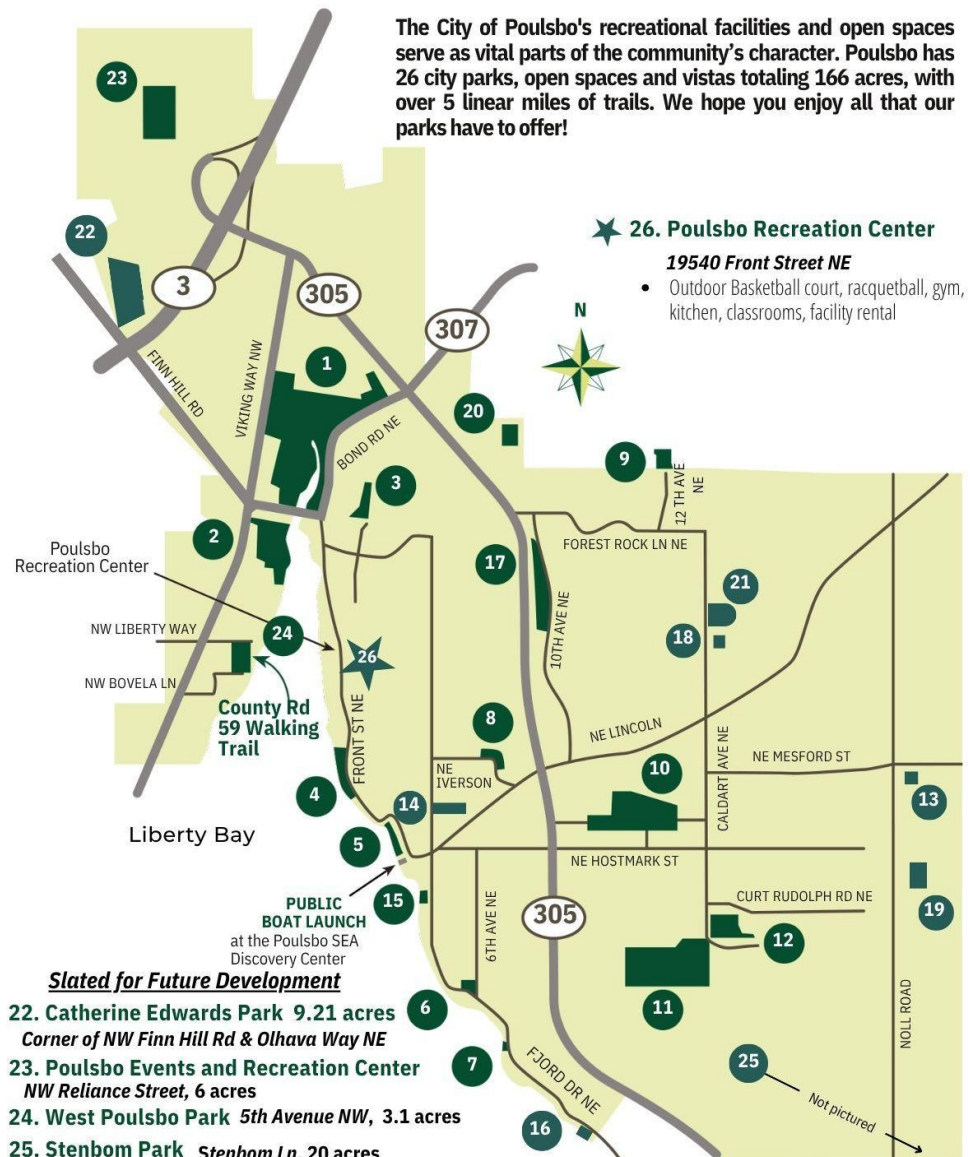 The City of Poulsbo's recreational facilities and open spaces
serve as vital parts of the community's character. Poulsbo has
26 city parks, open spaces and vistas totaling 166 acres, with
over 5 linear miles of trails. We hope you enjoy all that our
parks have to offer!
23
22
26. Poulsbo Recreation Center
19540 Front Street NE
• Outdoor Basketball court, racquetball, gym,
kitchen, classrooms, facility rental
3
305
307
N
FINN HILL RD
VIKING WAY NW
1
BOND RD NE
20
9
12 TH AVE
NE
3
2
Poulsbo
Recreation Center
17
FOREST ROCK LN NE
21
18
10TH AVE NE
NW LIBERTY WAY
24
26
NW BOVELA LN
County Rd
59 Walking
Trail
FRONT ST NE
8
NE LINCOLN
NE MESFORD ST
CALDART AVE NE
10
NE
IVERSON
4
14
13
Liberty Bay
5
NE HOSTMARK ST
PUBLIC
BOAT LAUNCH
at the Poulsbo SEA
Discovery Center
15
6TH AVE NE
305
CURT RUDOLPH RD NE
12
19
11
NOLL ROAD
6
7
FJORD DR NE
16
25
Not pictured
Slated for Future Development
22. Catherine Edwards Park 9.21 acres
Corner of NW Finn Hill Rd & Olhava Way NE
23. Poulsbo Events and Recreation Center
NW Reliance Street, 6 acres
24. West Poulsbo Park 5th Avenue NW, 3.1 acres
25. Stenbom Park Stenbom Ln, 20 acres